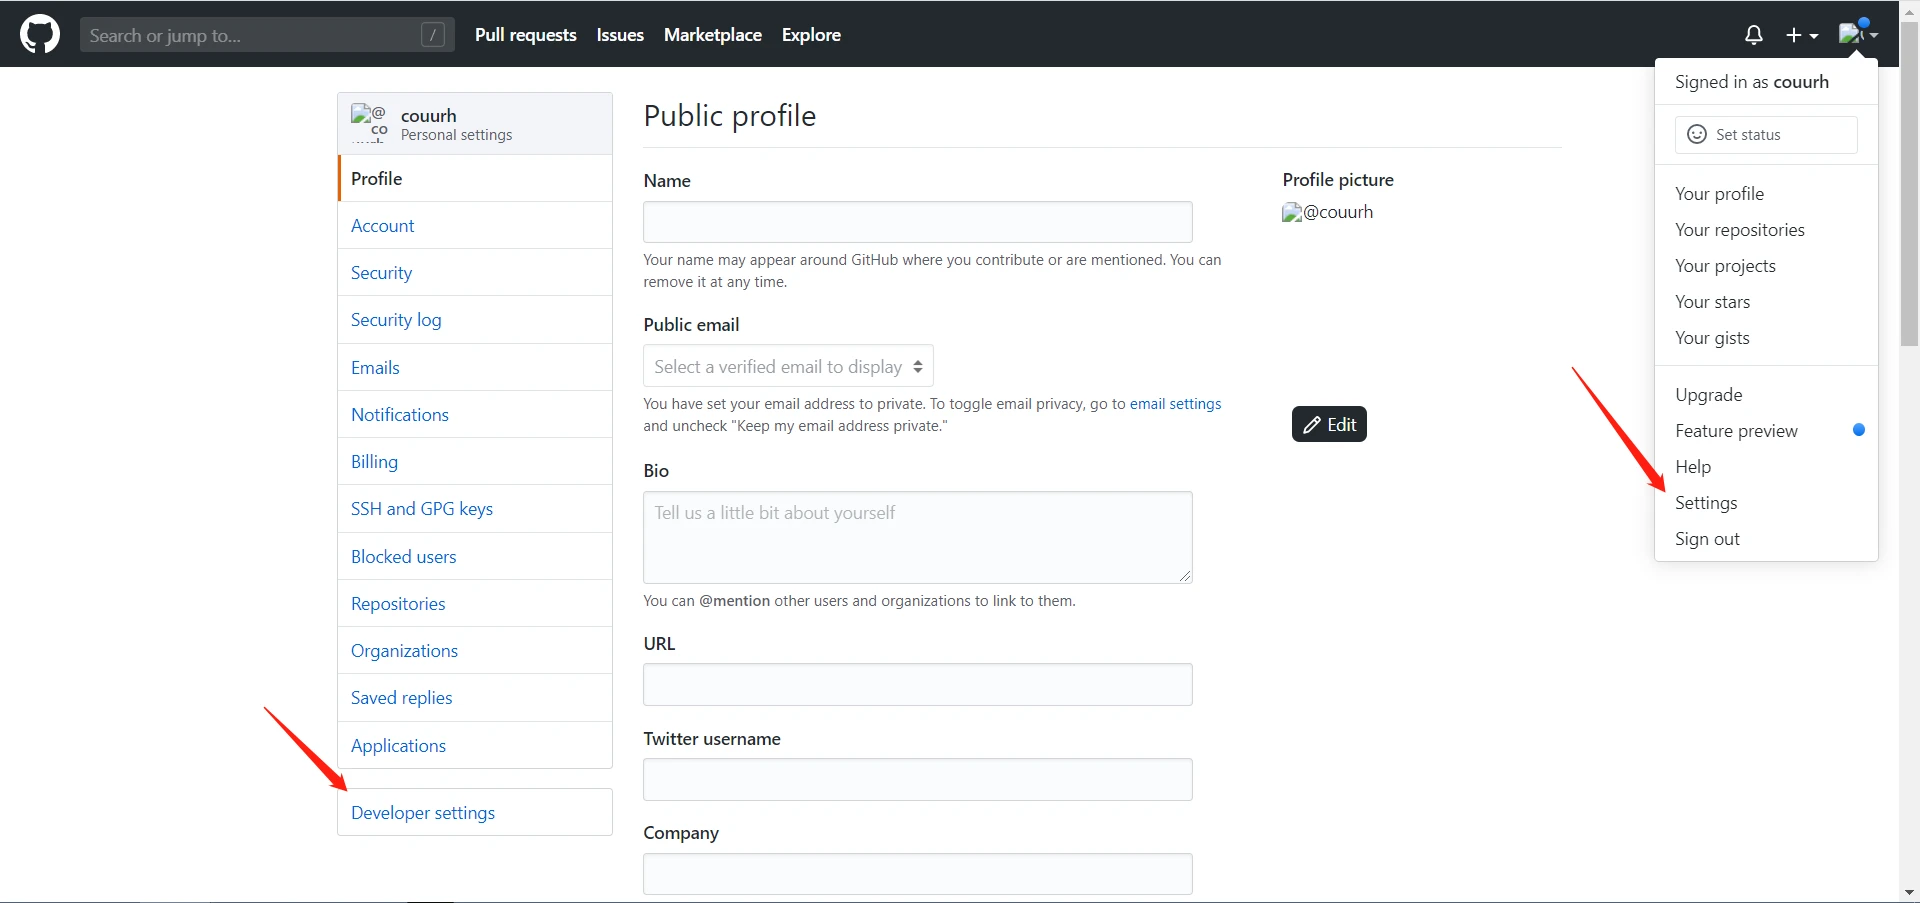 Search or jump to...
/
Pull requests
Issues
Marketplace
Explore
Signed in as couurh
Set status
Your profile
Your repositories
Your projects
Your stars
Your gists
Upgrade
Feature preview
Help
Settings
Sign out
@
co
couurh
Personal settings
Profile
Account
Security
Security log
Emails
Notifications
Billing
SSH and GPG keys
Blocked users
Repositories
Organizations
Saved replies
Applications
Developer settings
Public profile
Name
Your name may appear around GitHub where you contribute or are mentioned. You can
remove it at any time.
Public email
Select a verified email to display
You have set your email address to private. To toggle email privacy, go to email settings
and uncheck "Keep my email address private."
Bio
Tell us a little bit about yourself
You can @mention other users and organizations to link to them.
URL
Twitter username
Company
Profile picture
@couurh
Edit